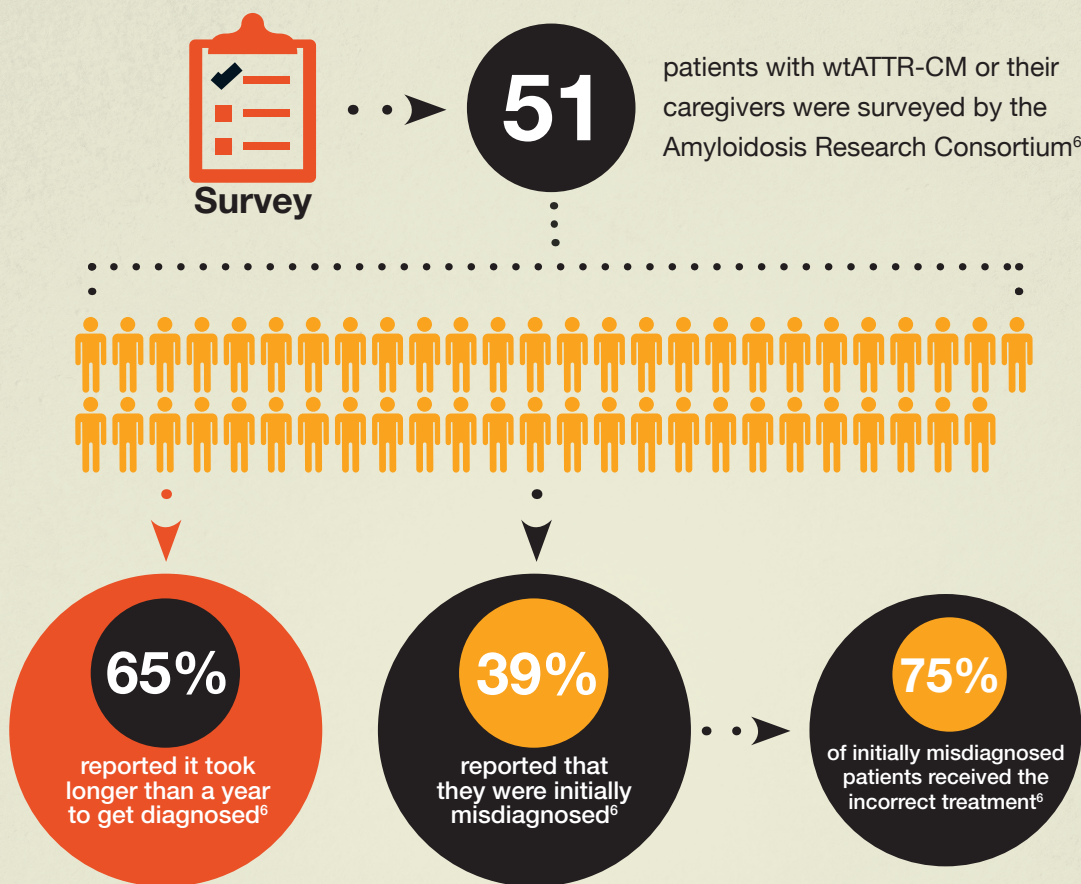 Survey
51
patients with wtATTR-CM or their
caregivers were surveyed by the
Amyloidosis Research Consortium⁶
65%
reported it took
longer than a year
to get diagnosed⁶
39%
reported that
they were initially
misdiagnosed⁶
75%
of initially misdiagnosed
patients received the
incorrect treatment⁶